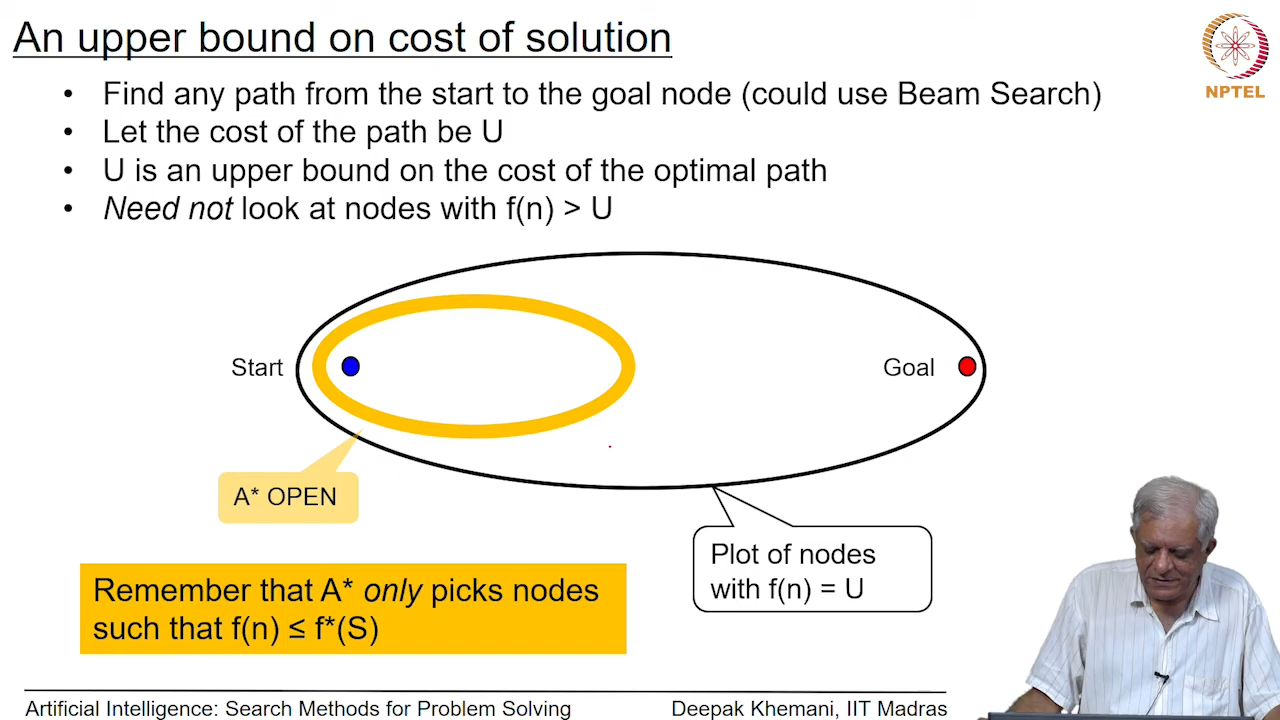 An upper bound on cost of solution
NPTEL
• Find any path from the start to the goal node (could use Beam Search)
• Let the cost of the path be U
• U is an upper bound on the cost of the optimal path
• Need not look at nodes with f(n) > U
Start
Goal
A* OPEN
Plot of nodes
with f(n) = U
Remember that A* only picks nodes
such that f(n) ≤ f*(S)
Artificial Intelligence: Search Methods for Problem Solving
Deepak Khemani, IIT Madras